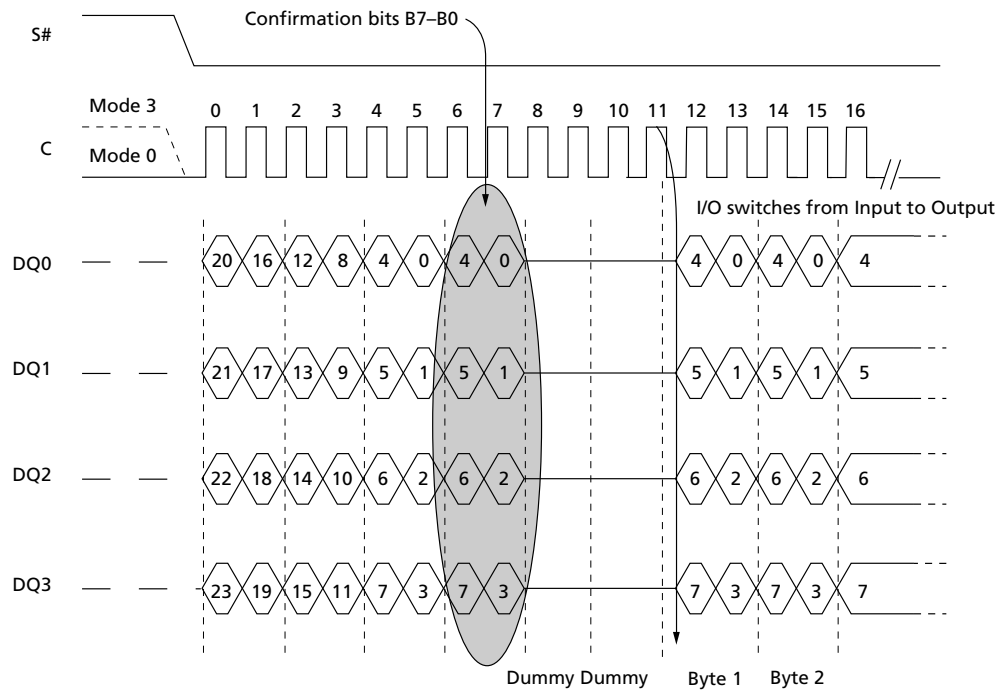 Confirmation bits B7–B0
S#
Mode 3
0 1 2 3 4 5 6 7 8 9 10 11 12 13 14 15 16
C
Mode 0
I/O switches from Input to Output
DQ0 20 16 12 8 4 0 4 0 4 0 4 0 4
DQ1 21 17 13 9 5 1 5 1 5 1 5 1 5
DQ2 22 18 14 10 6 2 6 2 6 2 6 2 6
DQ3 23 19 15 11 7 3 7 3 7 3 7 3 7
Dummy Dummy Byte 1 Byte 2